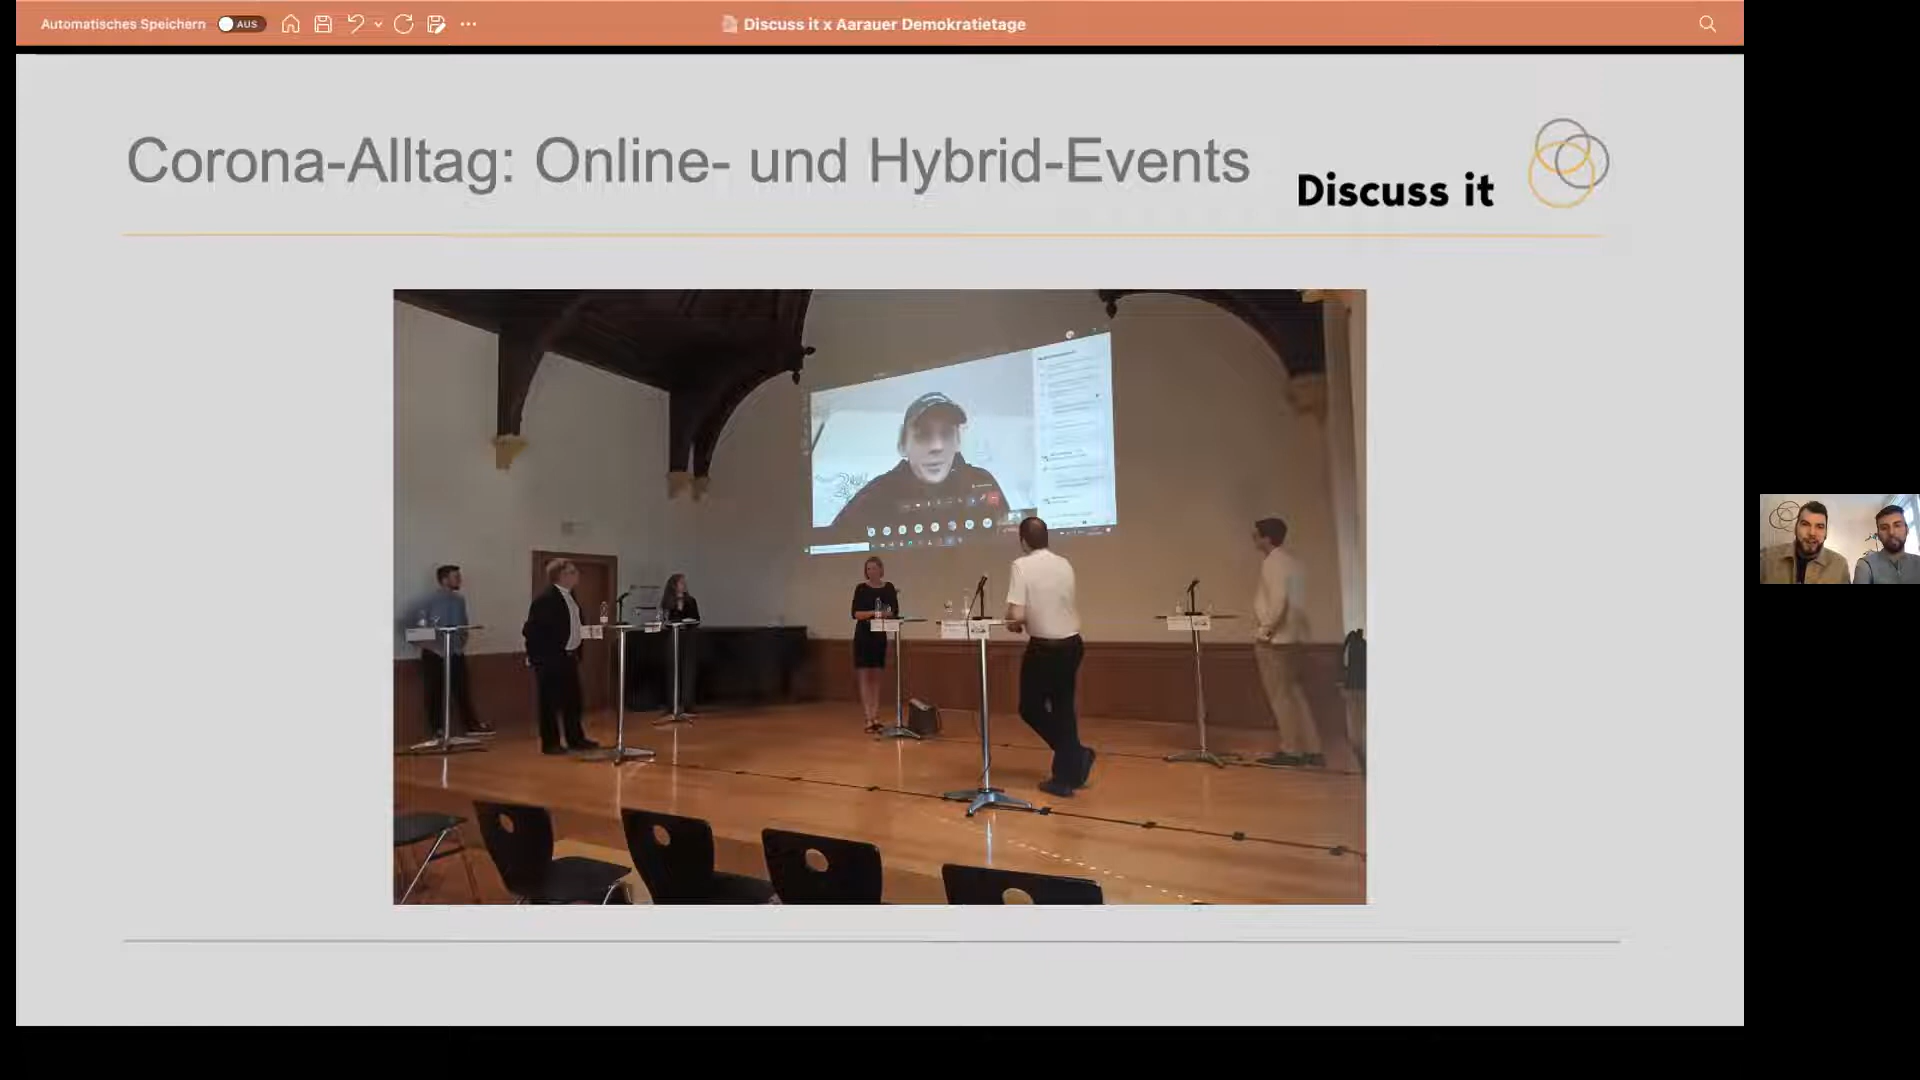 Automatisches Speichern AUS
Discuss it x Aarauer Demokratietage
Corona-Alltag: Online- und Hybrid-Events
Discuss it